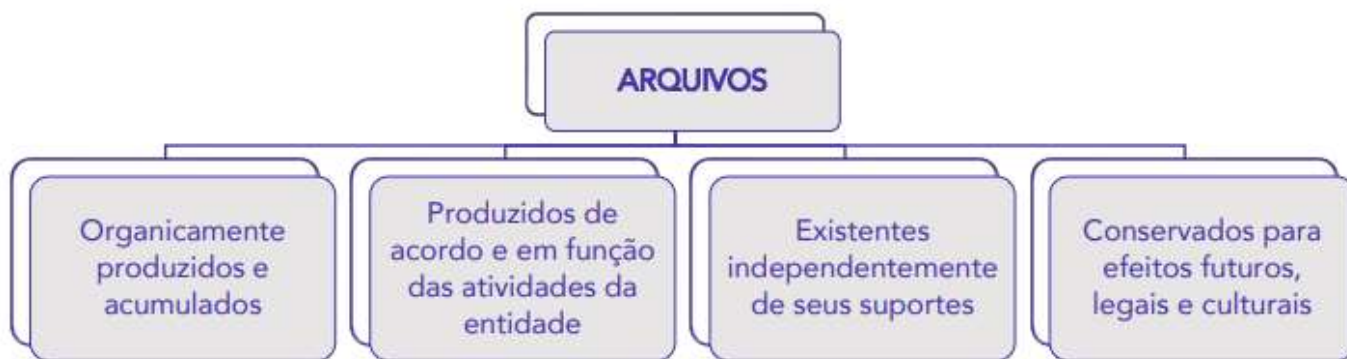 ARQUIVOS
Organicamente
produzidos e
acumulados
Produzidos de
acordo e em função
das atividades da
entidade
Existentes
independentemente
de seus suportes
Conservados para
efeitos futuros,
legais e culturais